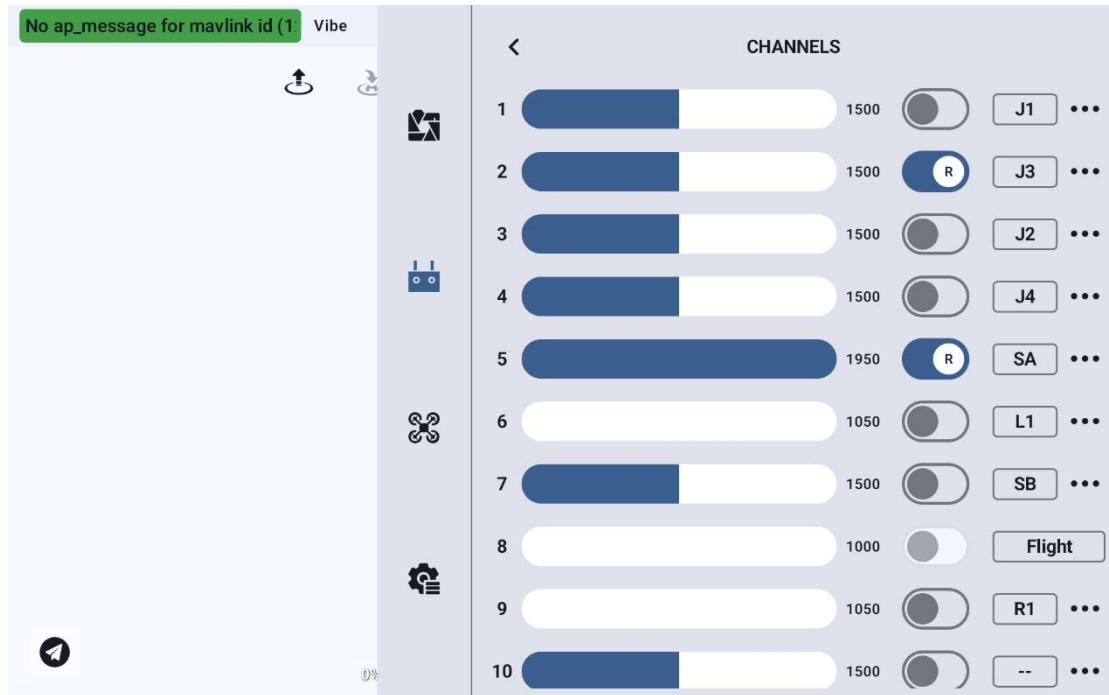 No ap_message for mavlink id (1
Vibe
CHANNELS
1 1500 J1
2 1500 R J3
3 1500 J2
4 1500 J4
5 1950 R SA
6 1050 L1
7 1500 SB
8 1000 Flight
9 1050 R1
10 1500 --
0%